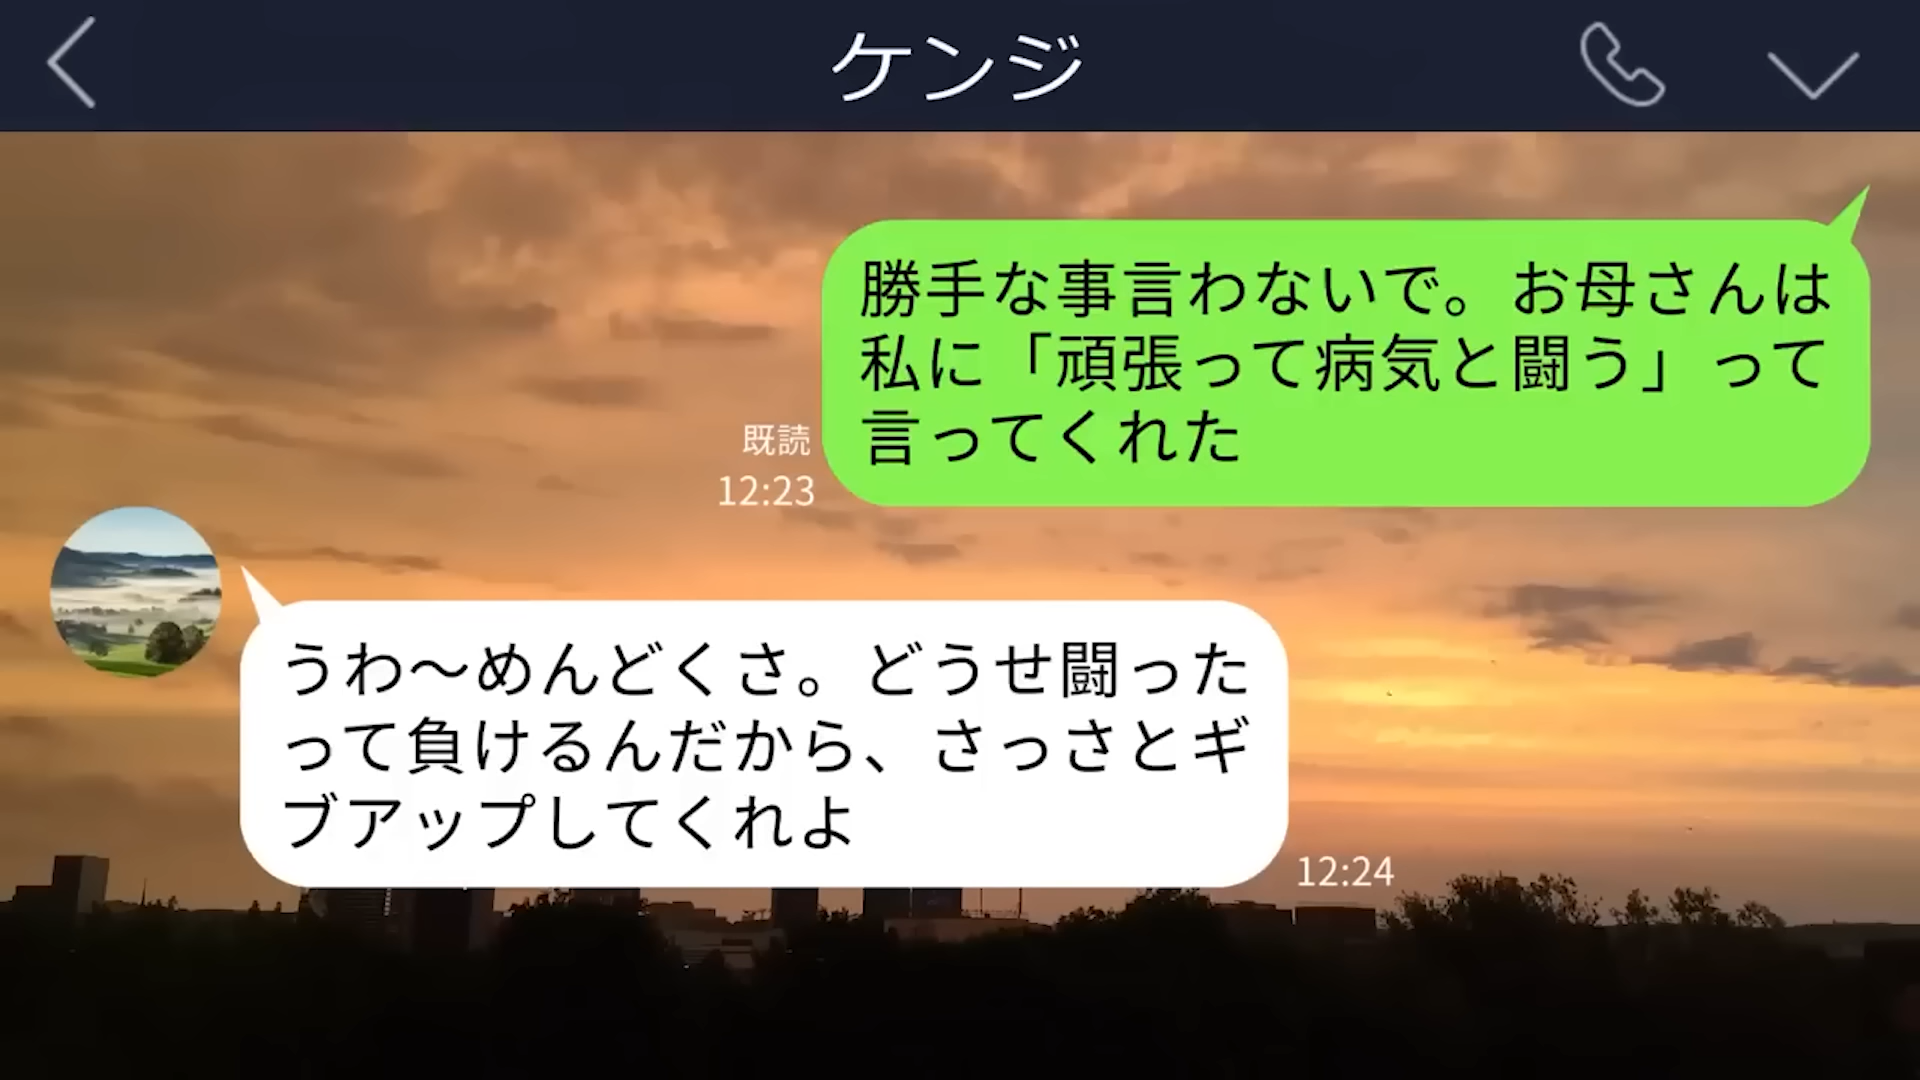 ケンジ
勝手な事言わないで。お母さんは
私に「頑張って病気と闘う」って
言ってくれた
既読
12:23
うわ〜めんどくさ。どうせ闘った
って負けるんだから、さっさとギ
ブアップしてくれよ
12:24